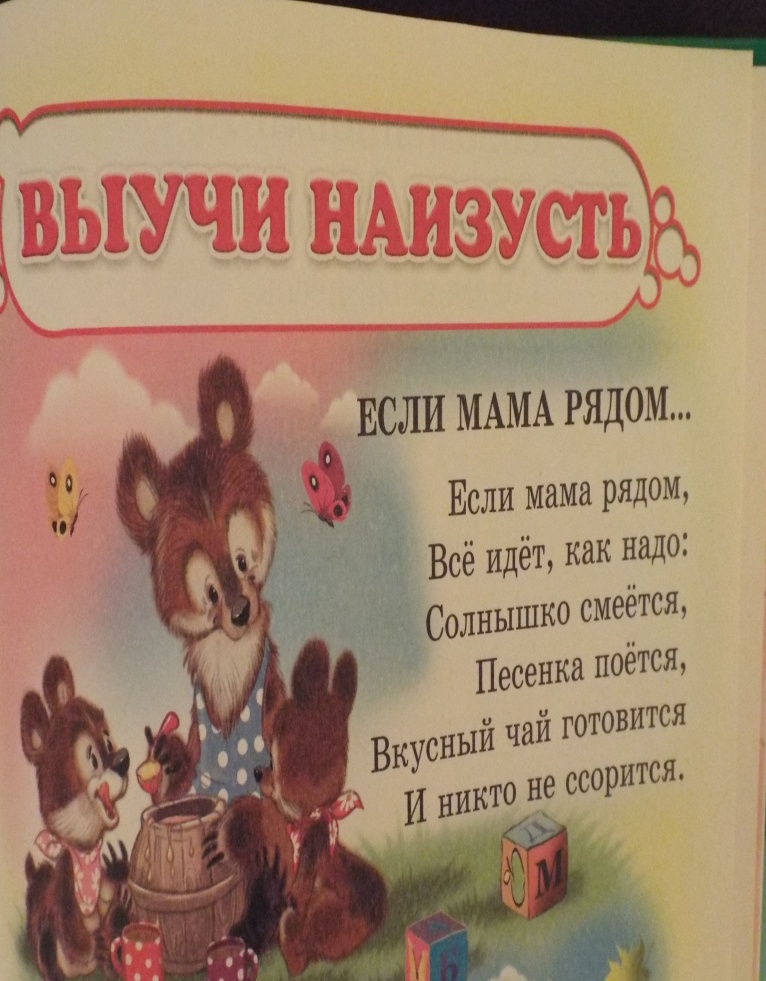 ВЫУЧИ НАИЗУСТЬ
ЕСЛИ МАМА РЯДОМ...
Если мама рядом,
Всё идёт, как надо:
Солнышко смеётся,
Песенка поётся,
Вкусный чай готовится
И никто не ссорится.
Д
М
Б